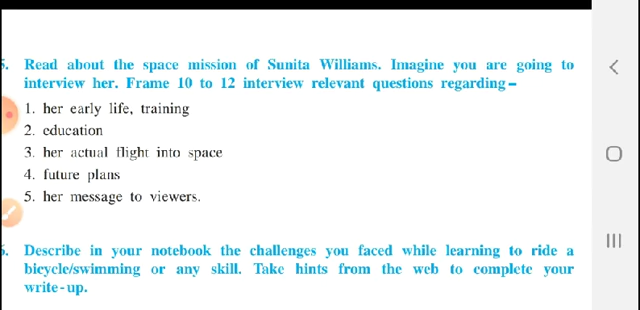 5. Read about the space mission of Sunita Williams. Imagine you are going to
interview her. Frame 10 to 12 interview relevant questions regarding –
1. her early life, training
2. education
3. her actual flight into space
4. future plans
5. her message to viewers.
6. Describe in your notebook the challenges you faced while learning to ride a
bicycle/swimming or any skill. Take hints from the web to complete your
write-up.